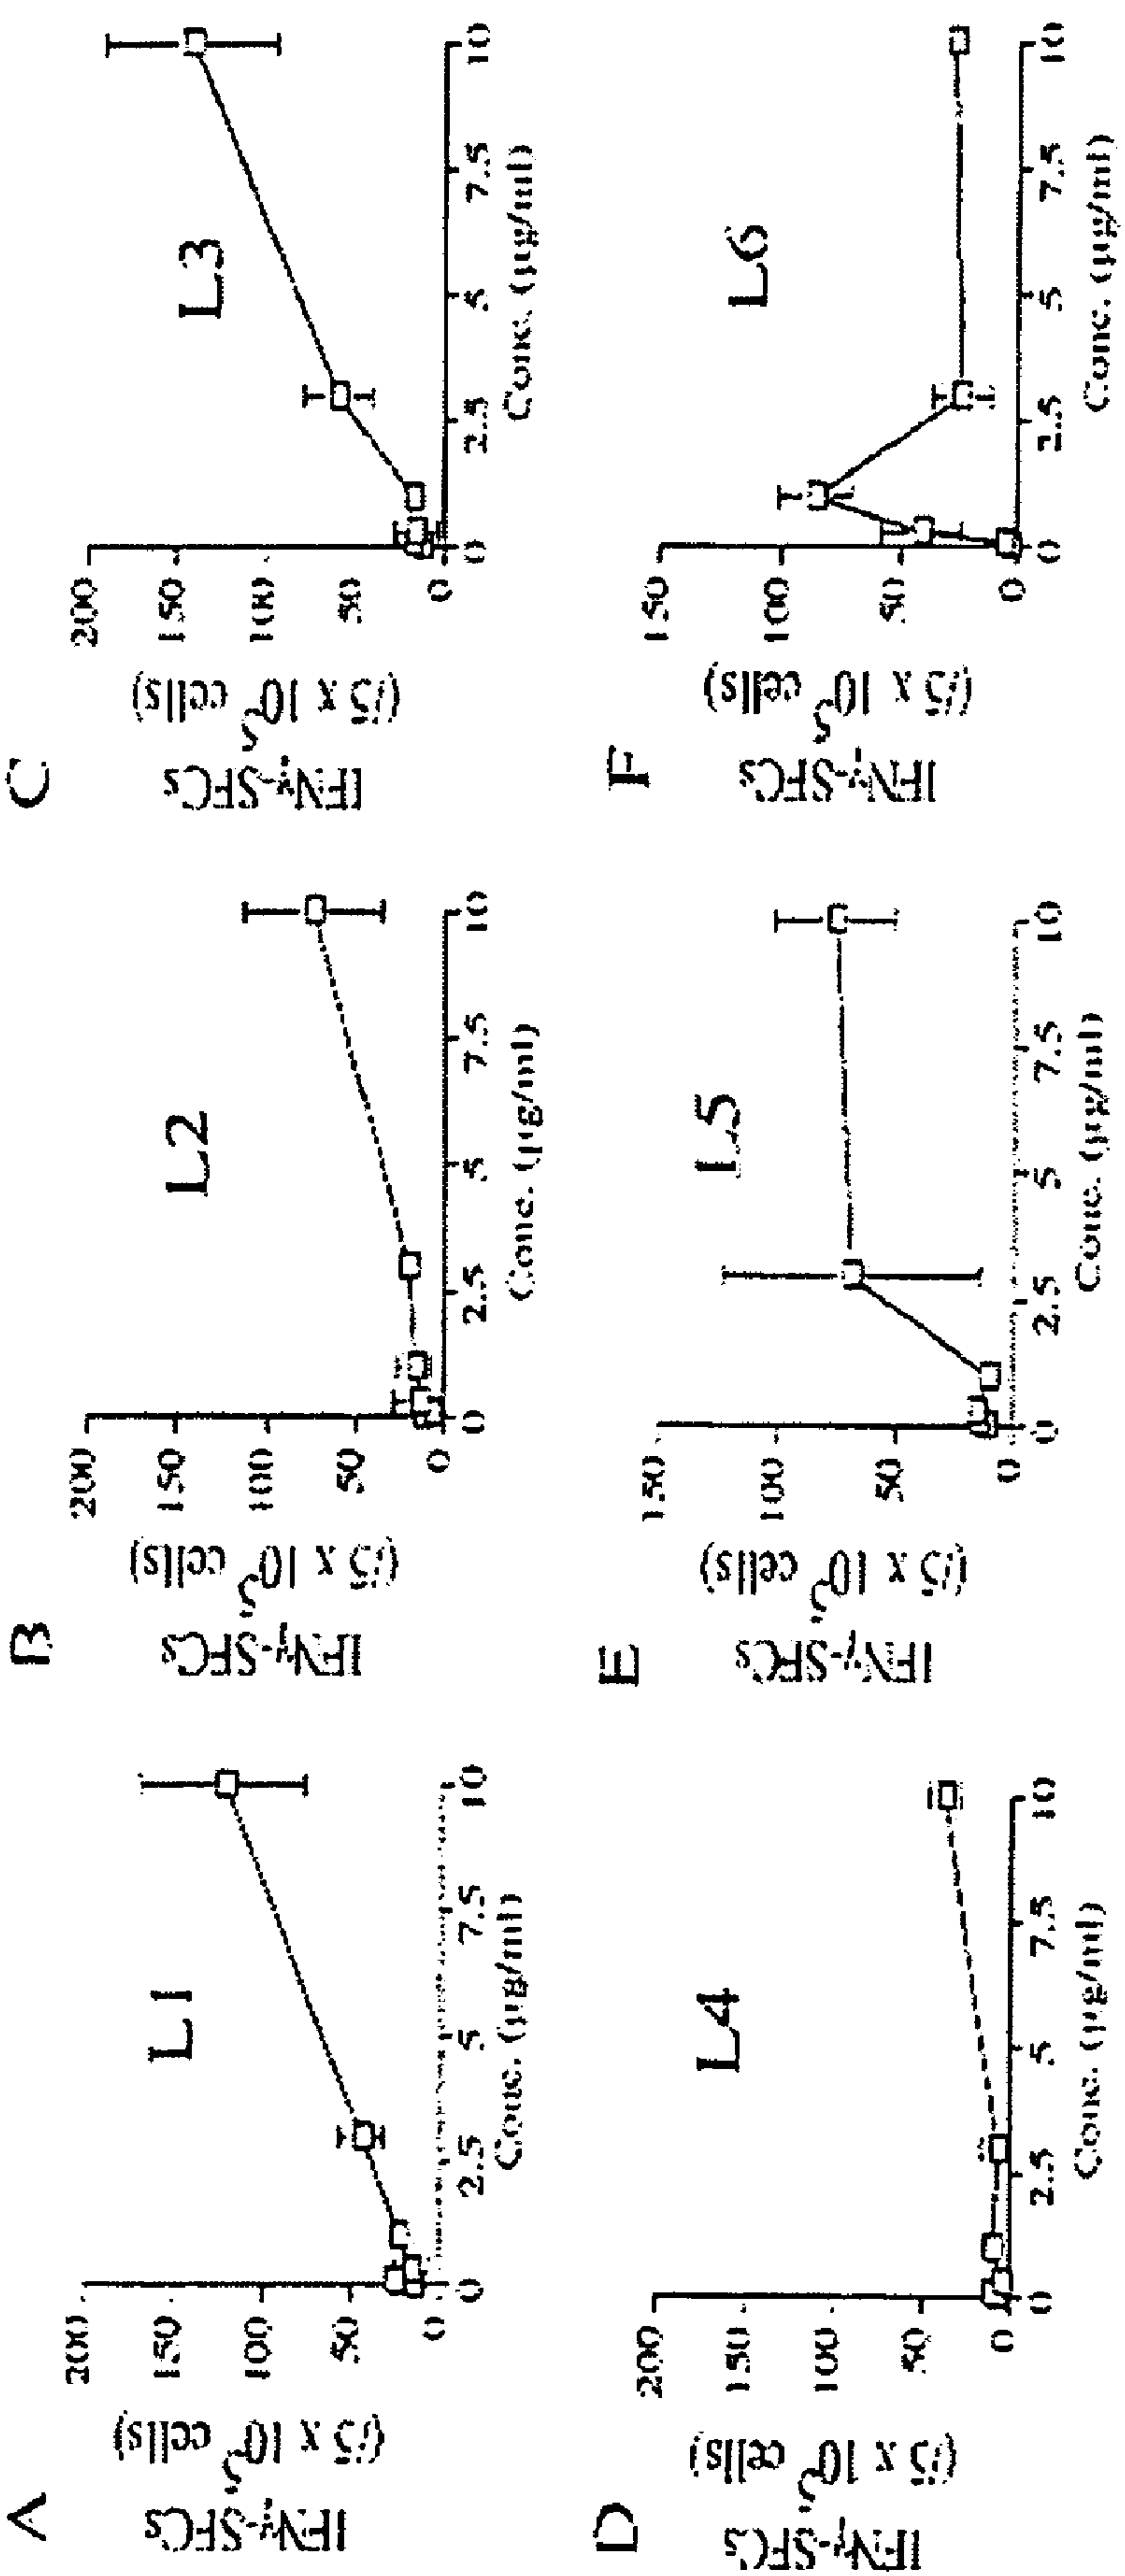 A
IFNγ-SFCs
(/5 x 10⁵ cells)
200
150
100
50
0
L1
0
2.5
5
7.5
10
Conc. (µg/ml)
B
IFNγ-SFCs
(/5 x 10⁵ cells)
200
150
100
50
0
L2
0
2.5
5
7.5
10
Conc. (µg/ml)
C
IFNγ-SFCs
(/5 x 10⁵ cells)
200
150
100
50
0
L3
0
2.5
5
7.5
10
Conc. (µg/ml)
D
IFNγ-SFCs
(/5 x 10⁵ cells)
200
150
100
50
0
L4
0
2.5
5
7.5
10
Conc. (µg/ml)
E
IFNγ-SFCs
(/5 x 10⁵ cells)
150
100
50
0
L5
0
2.5
5
7.5
10
Conc. (µg/ml)
F
IFNγ-SFCs
(/5 x 10⁵ cells)
150
100
50
0
L6
0
2.5
5
7.5
10
Conc. (µg/ml)